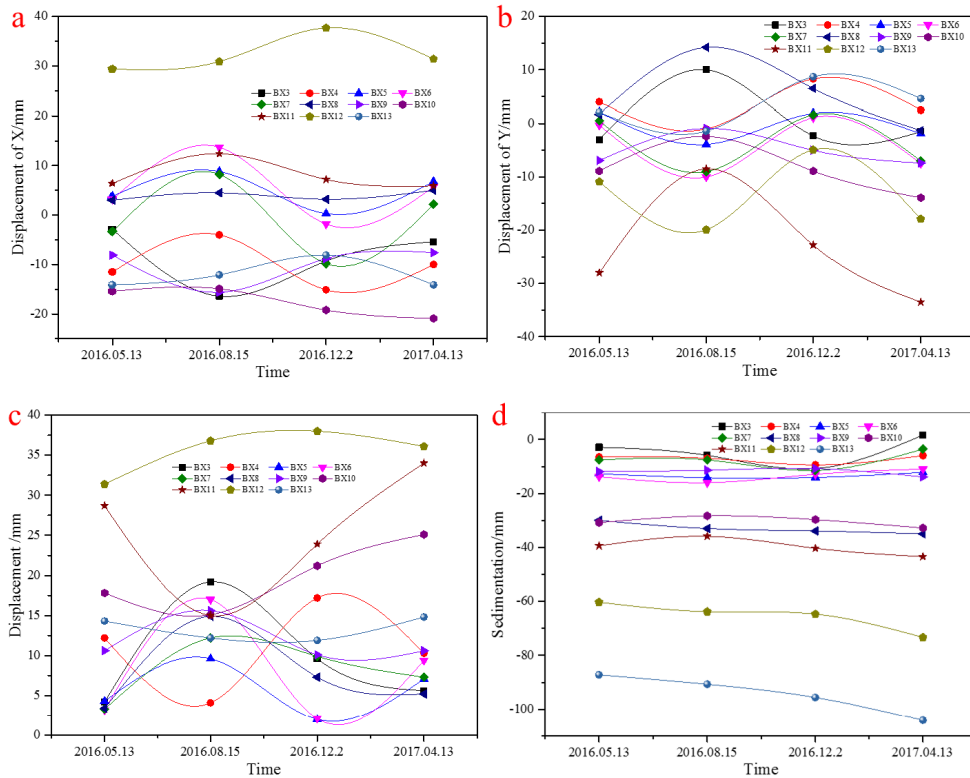 a
Displacement of X/mm
40
30
20
10
0
-10
-20
BX3 BX4 BX5 BX6
BX7 BX8 BX9 BX10
BX11 BX12 BX13
2016.05.13 2016.08.15 2016.12.2 2017.04.13
Time
b
Displacement of Y/mm
20
10
0
-10
-20
-30
-40
BX3 BX4 BX5 BX6
BX7 BX8 BX9 BX10
BX11 BX12 BX13
2016.05.13 2016.08.15 2016.12.2 2017.04.13
Time
c
Displacement /mm
40
35
30
25
20
15
10
5
0
BX3 BX4 BX5 BX6
BX7 BX8 BX9 BX10
BX11 BX12 BX13
2016.05.13 2016.08.15 2016.12.2 2017.04.13
Time
d
Sedimentation/mm
0
-20
-40
-60
-80
-100
BX3 BX4 BX5 BX6
BX7 BX8 BX9 BX10
BX11 BX12 BX13
2016.05.13 2016.08.15 2016.12.2 2017.04.13
Time